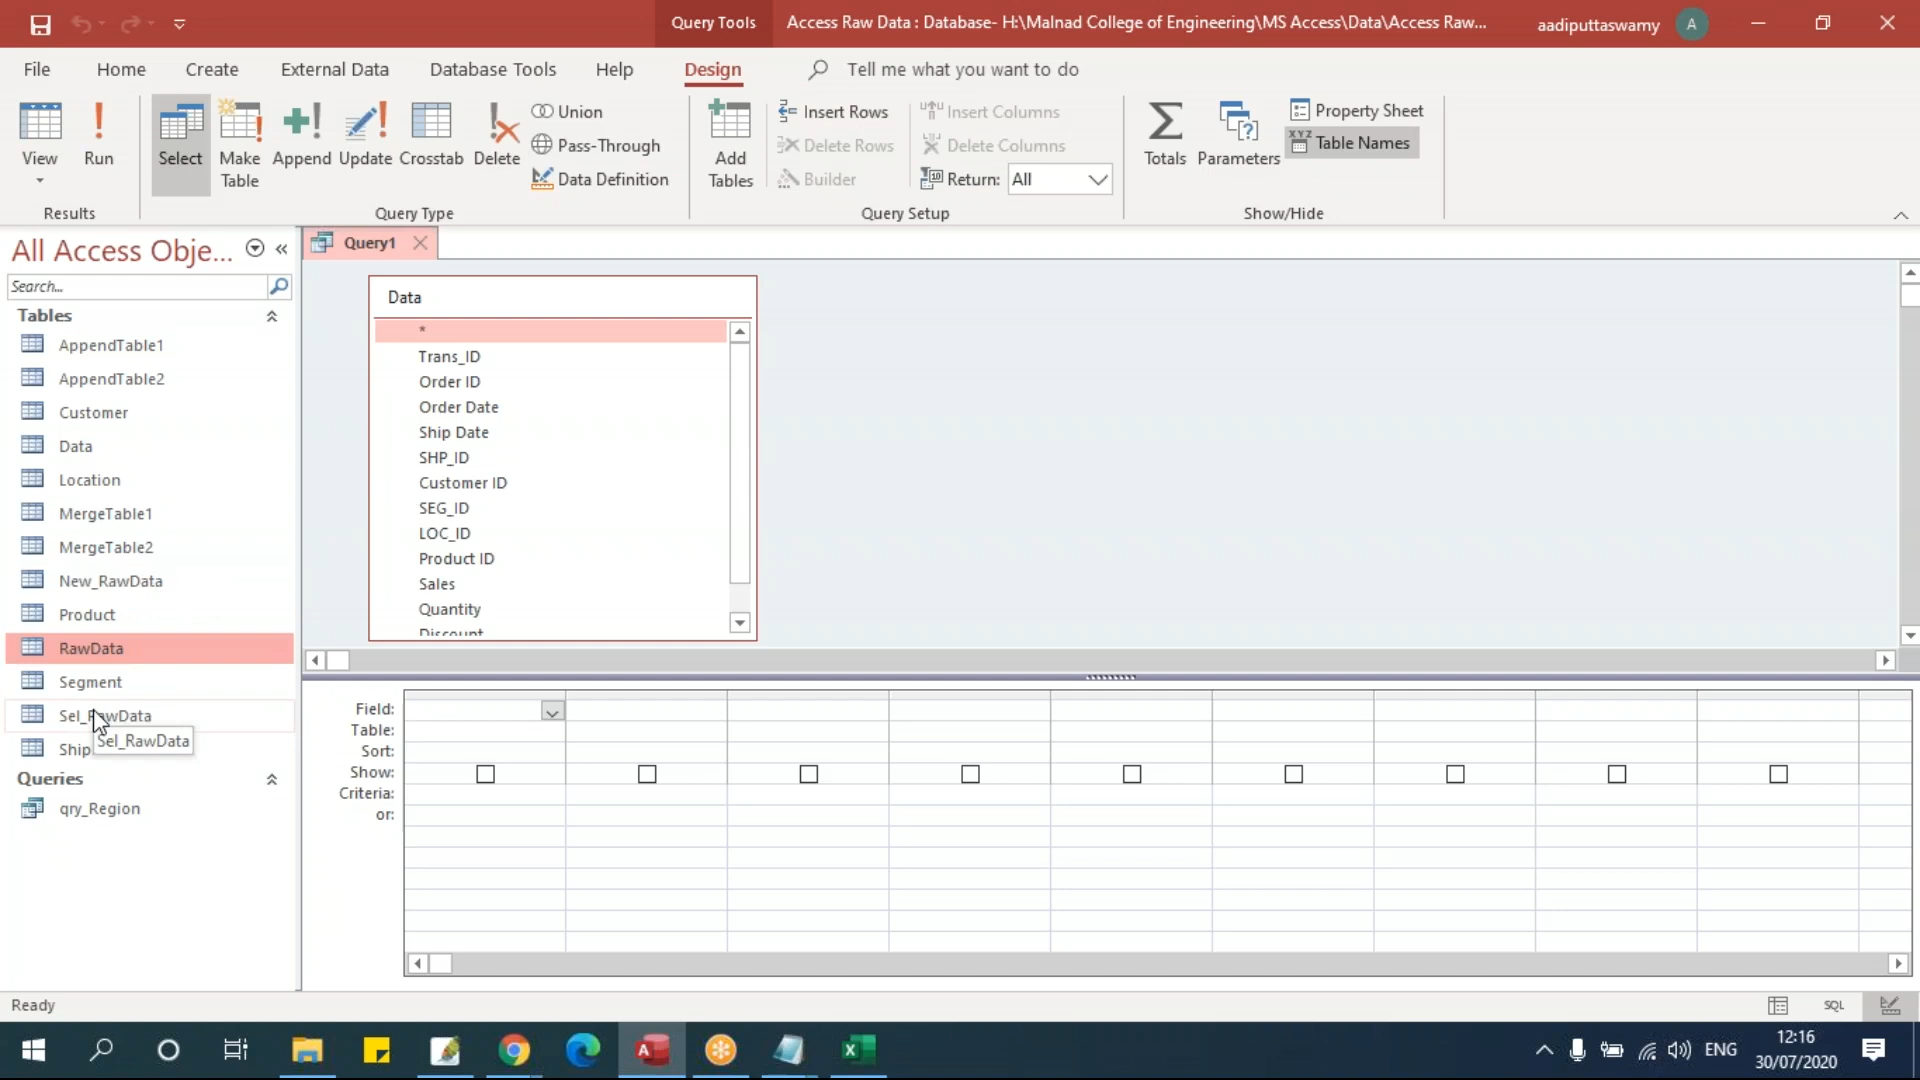 Query Tools
Access Raw Data : Database- H:\Malnad College of Engineering\MS Access\Data\Access Raw...
aadiputtaswamy
A
File
Home
Create
External Data
Database Tools
Help
Design
Tell me what you want to do
View
Run
Select
Make Table
Append
Update
Crosstab
Delete
Union
Pass-Through
Data Definition
Add Tables
Insert Rows
Delete Rows
Builder
Insert Columns
Delete Columns
Return: All
Totals
Parameters
Property Sheet
Table Names
Results
Query Type
Query Setup
Show/Hide
All Access Obje...
Search...
Tables
AppendTable1
AppendTable2
Customer
Data
Location
MergeTable1
MergeTable2
New_RawData
Product
RawData
Segment
Sel_RawData
Ship
Sel_RawData
Queries
qry_Region
Query1
Data
*
Trans_ID
Order ID
Order Date
Ship Date
SHP_ID
Customer ID
SEG_ID
LOC_ID
Product ID
Sales
Quantity
Discount
Field:
Table:
Sort:
Show:
Criteria:
or:
Ready
SQL
ENG
12:16
30/07/2020